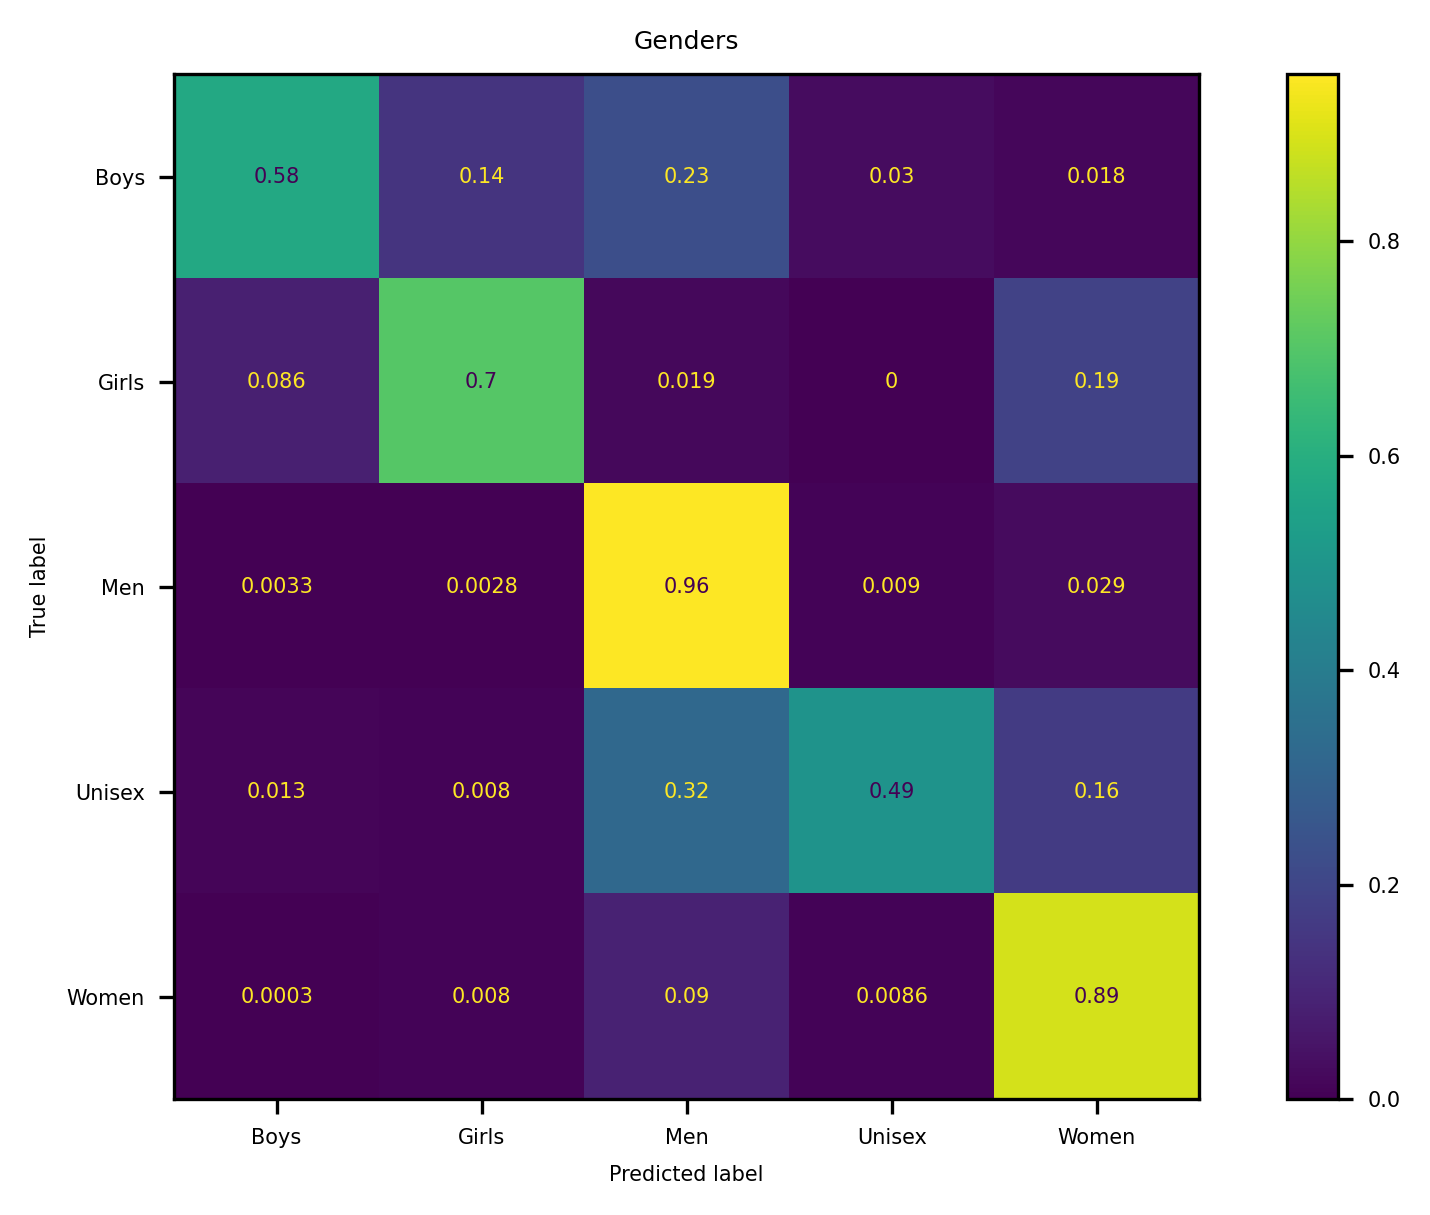 Genders
Boys 0.58 0.14 0.23 0.03 0.018
0.8
Girls 0.086 0.7 0.019 0 0.19
0.6
True label
Men 0.0033 0.0028 0.96 0.009 0.029
0.4
Unisex 0.013 0.008 0.32 0.49 0.16
0.2
Women 0.0003 0.008 0.09 0.0086 0.89
0.0
Boys Girls Men Unisex Women
Predicted label